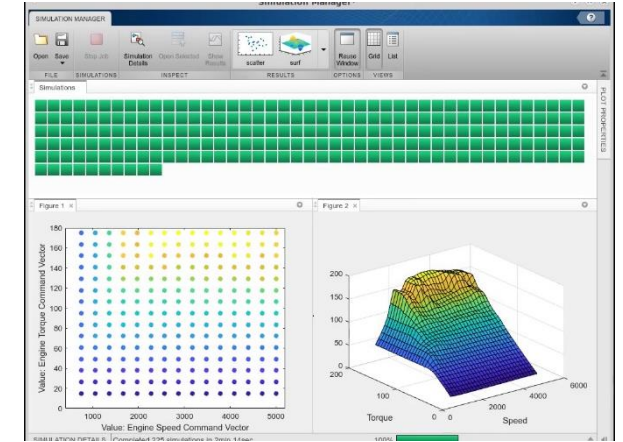 Simulation Manager
SIMULATION MANAGER
?
Open Save Stop Job Simulation Details Open Selected Show Results scatter surf Reuse Window Grid List
FILE SIMULATIONS INSPECT RESULTS OPTIONS VIEWS
Simulations
PLOT PROPERTIES
Figure 1 ×
Figure 2 ×
180
160
140
120
100
80
60
40
20
0
Value: Engine Torque Command Vector
1000 2000 3000 4000 5000
Value: Engine Speed Command Vector
200
150
100
50
0
200
100
0
Torque
0
2000
4000
6000
Speed
SIMULATION DETAILS Completed 225 simulations in 2min 14sec 100%